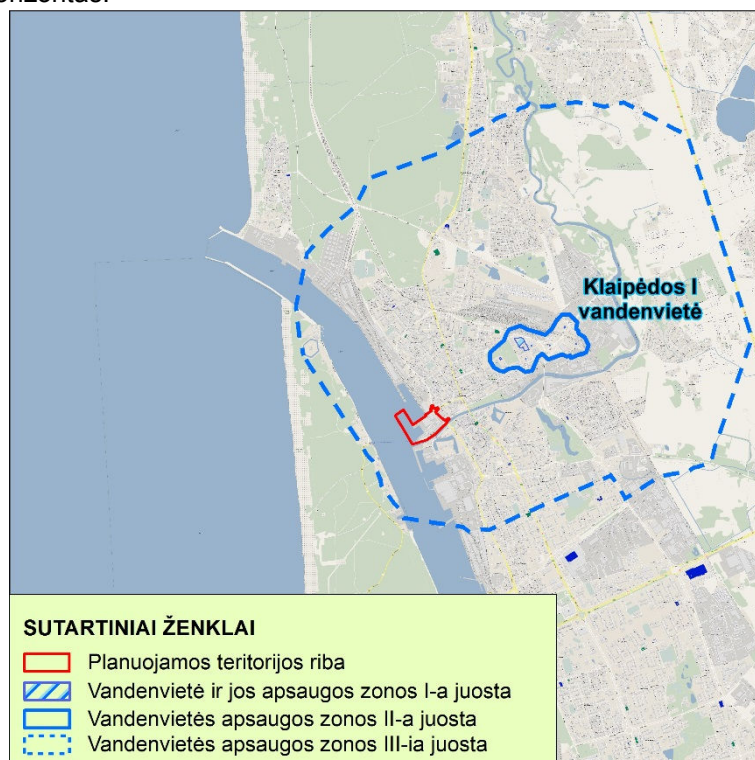 Klaipėdos I
vandenvietė
SUTARTINIAI ŽENKLAI
Planuojamos teritorijos riba
Vandenvietė ir jos apsaugos zonos I-a juosta
Vandenvietės apsaugos zonos II-a juosta
Vandenvietės apsaugos zonos III-ia juosta